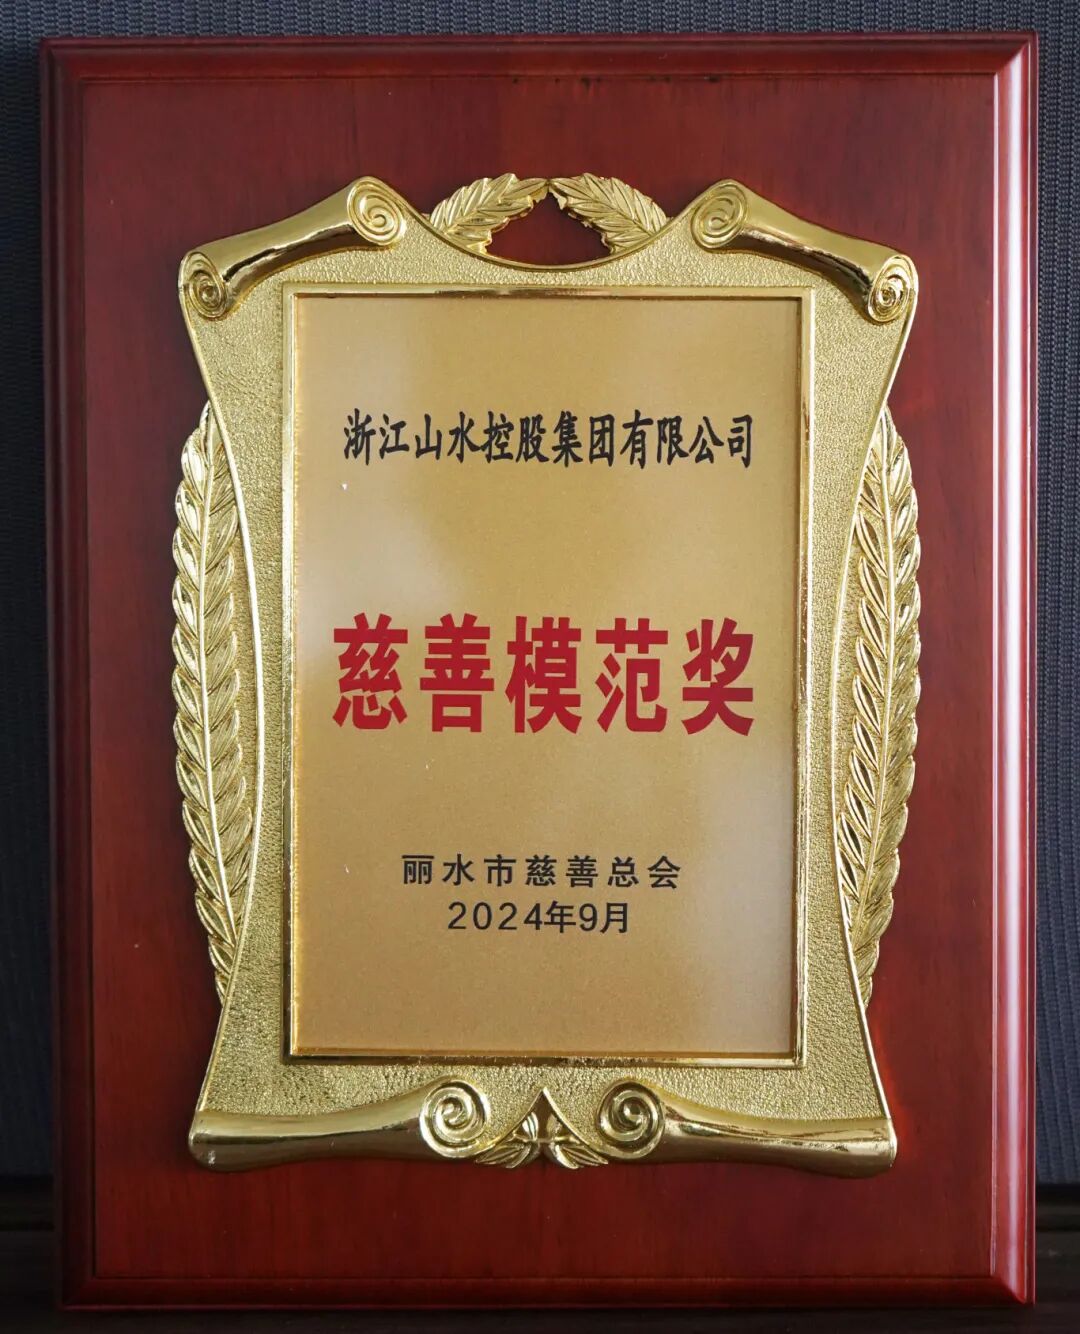 浙江山水控股集团有限公司
慈善模范奖
丽水市慈善总会
2024年9月